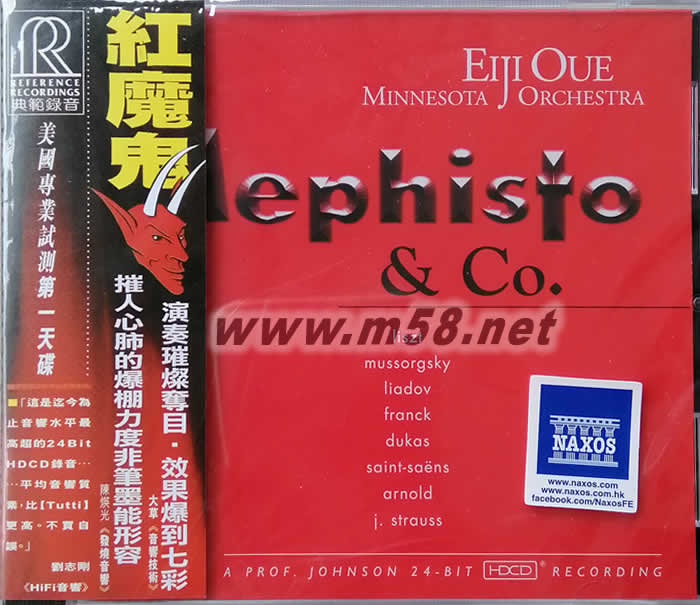 R
REFERENCE
RECORDINGS
典範録音
美國專業試測第一天碟
■「這是迄今為
止音響水平最
高超的24Bit
HDCD錄音…
…平均音響質
素，比【Tutti】
更高。不買自
誤。」
劉志剛
《HiFi音響》
紅魔鬼
演奏璀燦奪目·效果爆到七彩
大草《音響技術》
摧人心肺的爆棚力度非筆墨能形容
陳煐光《發燒音響》
EIJI OUE
MINNESOTA ORCHESTRA
Mephisto
& Co.
www.m58.net
liszt
mussorgsky
liadov
franck
dukas
saint-saëns
arnold
j. strauss
NAXOS
www.naxos.com
www.naxos.com.hk
facebook.com/NaxosFE
A PROF. JOHNSON 24-BIT HDCD® RECORDING